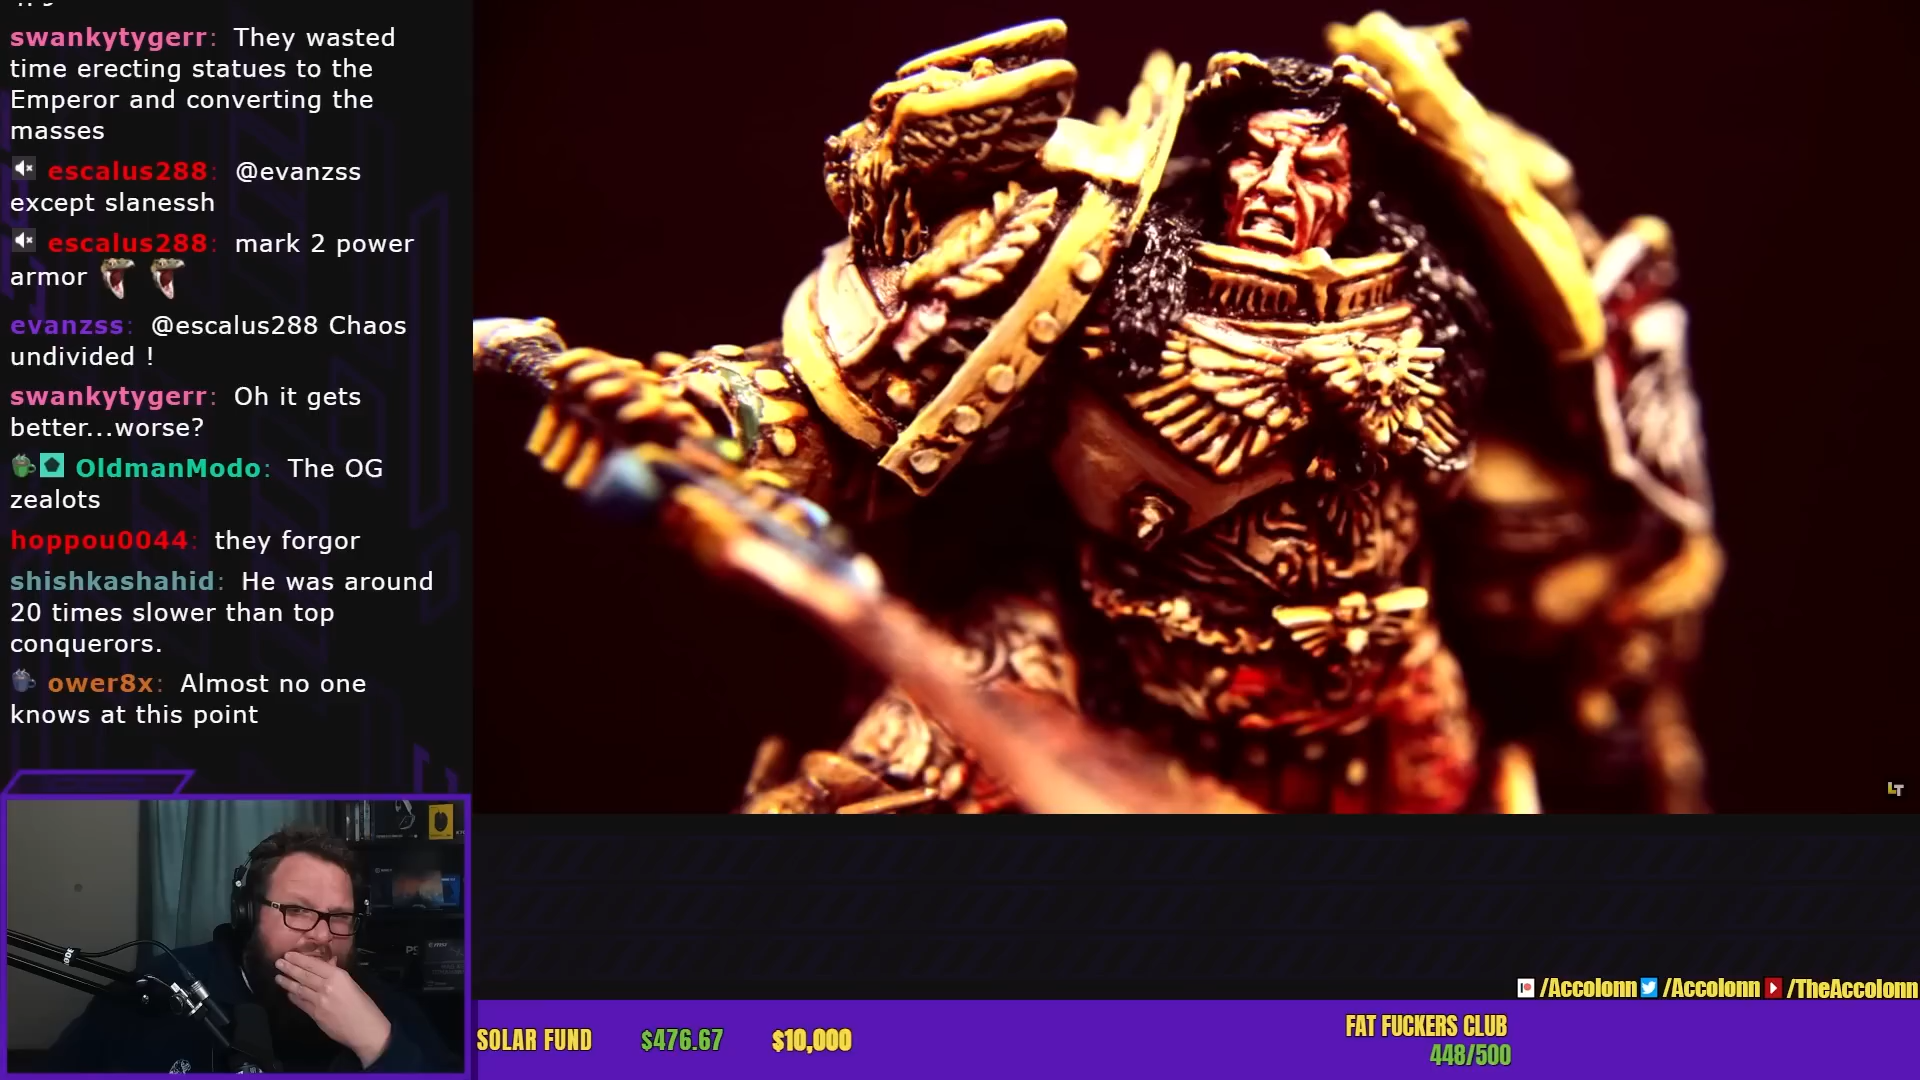 swankytygerr: They wasted
time erecting statues to the
Emperor and converting the
masses
escalus288: @evanzss
except slanessh
escalus288: mark 2 power
armor
evanzss: @escalus288 Chaos
undivided !
swankytygerr: Oh it gets
better...worse?
OldmanModo: The OG
zealots
hoppou0044: they forgor
shishkashahid: He was around
20 times slower than top
conquerors.
ower8x: Almost no one
knows at this point
LT
/Accolonn /Accolonn /TheAccolonn
SOLAR FUND $476.67 $10,000
FAT FUCKERS CLUB
448/500